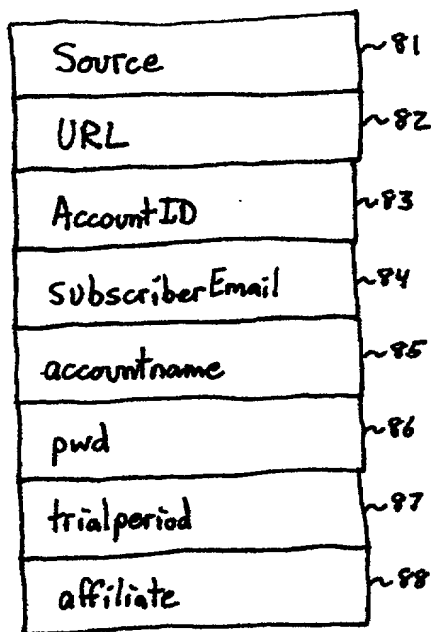 Source ~81
URL ~82
AccountID ~83
subscriberEmail ~84
accountname ~85
pwd ~86
trialperiod ~87
affiliate ~88